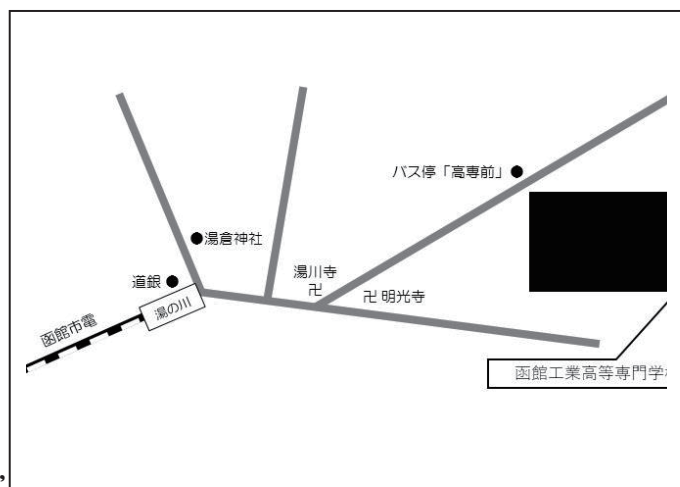 バス停「高専前」
湯倉神社
湯川寺
卍
卍 明光寺
道銀
湯の川
函館市電
函館工業高等専門学
,